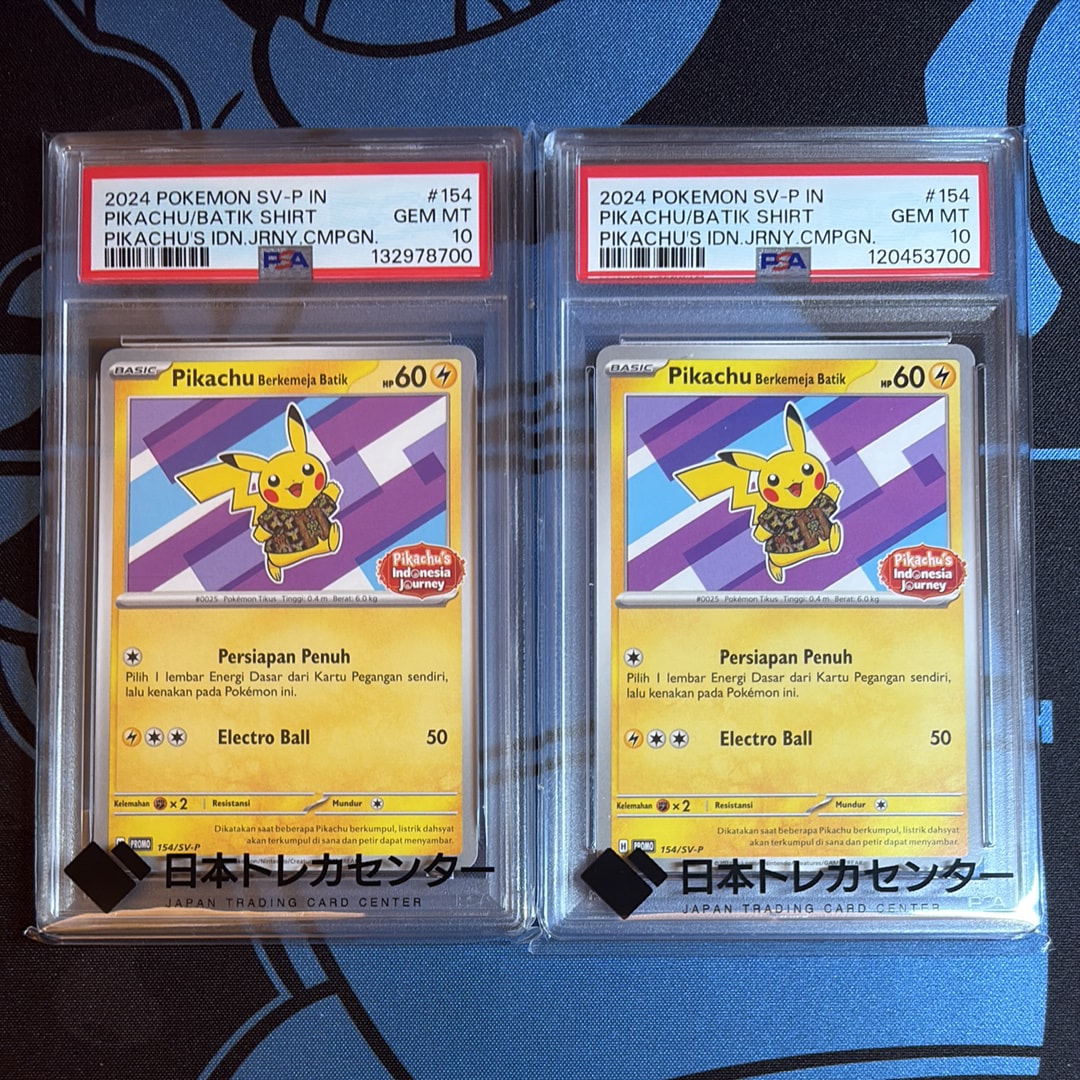 2024 POKEMON SV-P IN #154
PIKACHU/BATIK SHIRT GEM MT
PIKACHU'S IDN.JRNY.CMPGN. 10
PSA 132978700
BASIC Pikachu Berkemeja Batik HP 60
Pikachu's
Indonesia
Journey
#0025 Pokémon Tikus Tinggi: 0.4 m Berat: 6.0 kg
Persiapan Penuh
Pilih 1 lembar Energi Dasar dari Kartu Pegangan sendiri,
lalu kenakan pada Pokémon ini.
Electro Ball 50
Kelemahan ×2 Resistansi Mundur
Dikatakan saat beberapa Pikachu berkumpul, listrik dahsyat
akan terkumpul di sana dan petir dapat menyambar.
PROMO 154/SV-P
日本トレカセンター
JAPAN TRADING CARD CENTER
2024 POKEMON SV-P IN #154
PIKACHU/BATIK SHIRT GEM MT
PIKACHU'S IDN.JRNY.CMPGN. 10
PSA 120453700
BASIC Pikachu Berkemeja Batik HP 60
Pikachu's
Indonesia
Journey
#0025 Pokémon Tikus Tinggi: 0.4 m Berat: 6.0 kg
Persiapan Penuh
Pilih 1 lembar Energi Dasar dari Kartu Pegangan sendiri,
lalu kenakan pada Pokémon ini.
Electro Ball 50
Kelemahan ×2 Resistansi Mundur
Dikatakan saat beberapa Pikachu berkumpul, listrik dahsyat
akan terkumpul di sana dan petir dapat menyambar.
H PROMO 154/SV-P
日本トレカセンター
JAPAN TRADING CARD CENTER
PSA